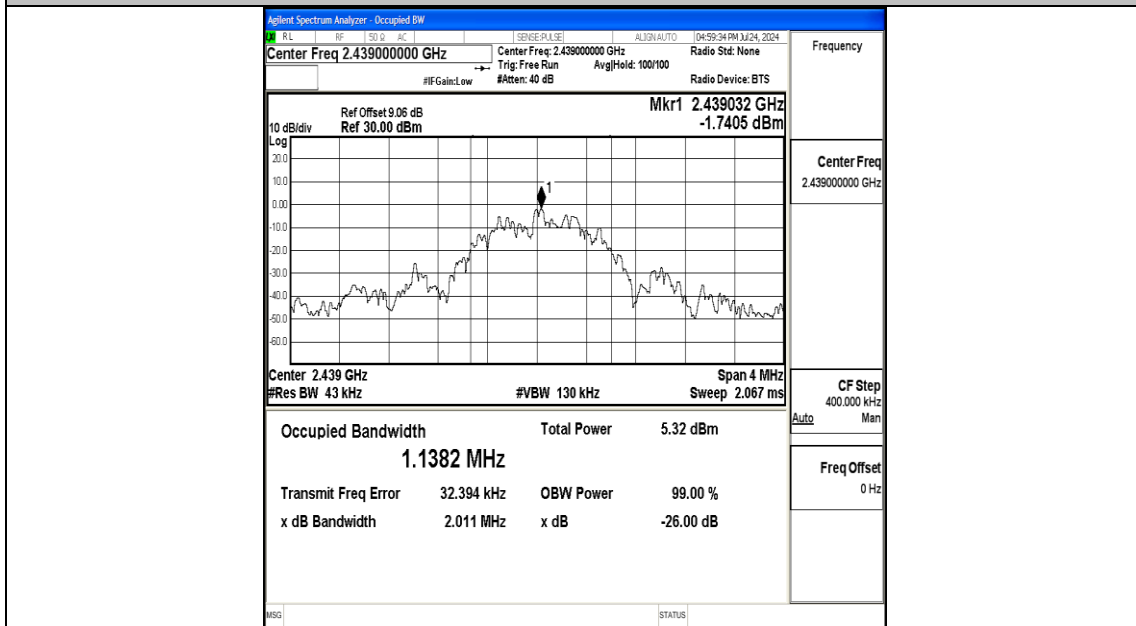 Agilent Spectrum Analyzer - Occupied BW
RL RF 50 Ω AC SENSE:PULSE ALIGNAUTO 04:59:34 PM Jul 24, 2024
Center Freq 2.439000000 GHz
Center Freq: 2.439000000 GHz Radio Std: None
Trig: Free Run Avg|Hold: 100/100
#IFGain:Low #Atten: 40 dB Radio Device: BTS
Frequency
Mkr1 2.439032 GHz
-1.7405 dBm
Ref Offset 9.06 dB
10 dB/div Ref 30.00 dBm
Log
20.0
10.0
0.00
-10.0
-20.0
-30.0
-40.0
-50.0
-60.0
1
Center 2.439 GHz Span 4 MHz
#Res BW 43 kHz #VBW 130 kHz Sweep 2.067 ms
Center Freq
2.439000000 GHz
CF Step
400.000 kHz
Auto Man
Freq Offset
0 Hz
Occupied Bandwidth Total Power 5.32 dBm
1.1382 MHz
Transmit Freq Error 32.394 kHz OBW Power 99.00 %
x dB Bandwidth 2.011 MHz x dB -26.00 dB
MSG STATUS